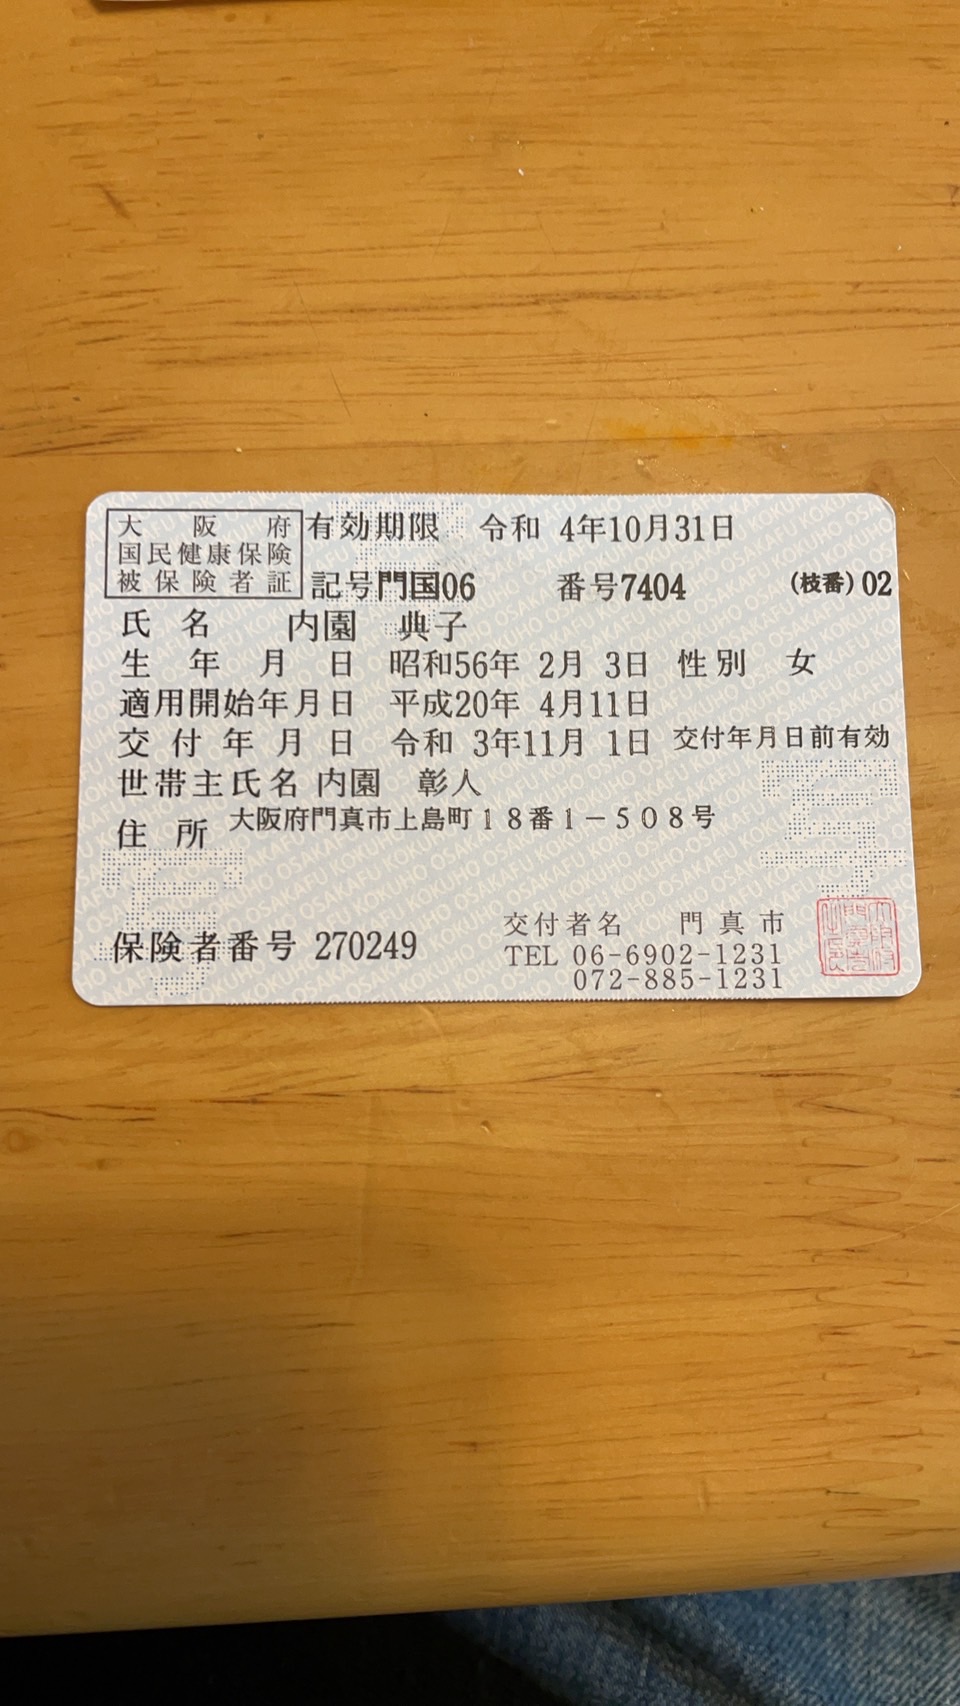 大阪府
国民健康保険
被保険者証
有効期限 令和 4年10月31日
記号門国06 番号7404 (枝番)02
氏名 内園 典子
生年月日 昭和56年 2月 3日 性別 女
適用開始年月日 平成20年 4月11日
交付年月日 令和 3年11月 1日 交付年月日前有効
世帯主氏名 内園 彰人
住所 大阪府門真市上島町18番1-508号
保険者番号 270249
交付者名 門真市
TEL 06-6902-1231
072-885-1231